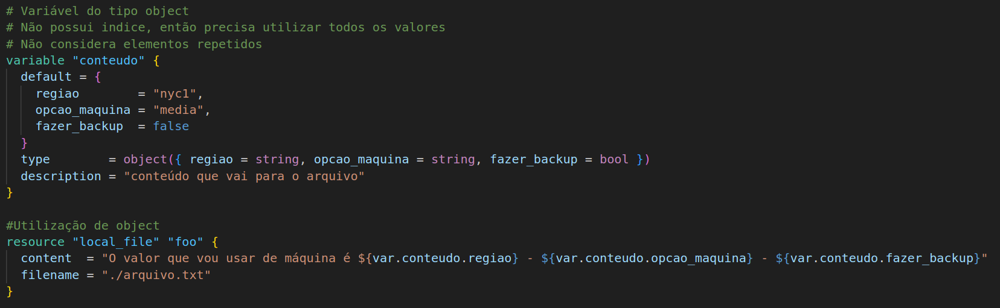 # Variável do tipo object
# Não possui indice, então precisa utilizar todos os valores
# Não considera elementos repetidos
variable "conteudo" {
  default = {
    regiao        = "nyc1",
    opcao_maquina = "media",
    fazer_backup  = false
  }
  type        = object({ regiao = string, opcao_maquina = string, fazer_backup = bool })
  description = "conteúdo que vai para o arquivo"
}

#Utilização de object
resource "local_file" "foo" {
  content  = "O valor que vou usar de máquina é ${var.conteudo.regiao} - ${var.conteudo.opcao_maquina} - ${var.conteudo.fazer_backup}"
  filename = "./arquivo.txt"
}